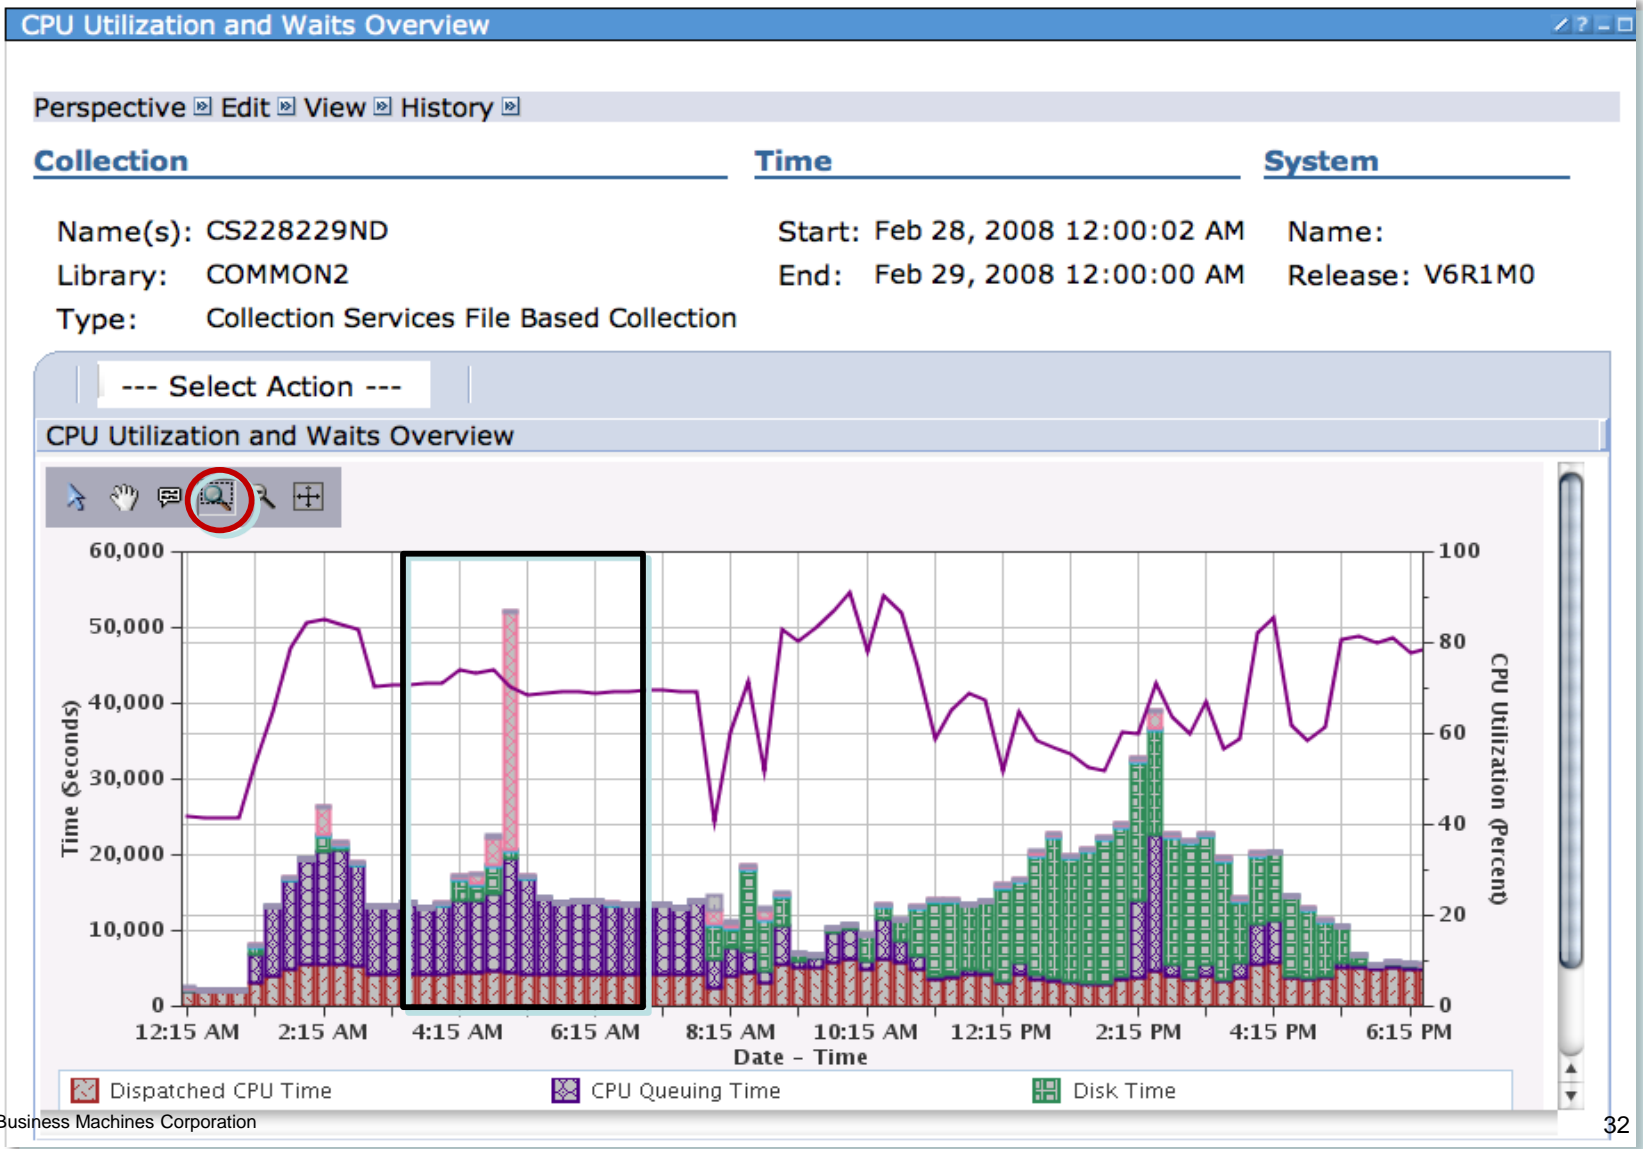 CPU Utilization and Waits Overview
Perspective Edit View History
Collection Time System
Name(s): CS228229ND Start: Feb 28, 2008 12:00:02 AM Name:
Library: COMMON2 End: Feb 29, 2008 12:00:00 AM Release: V6R1M0
Type: Collection Services File Based Collection
--- Select Action ---
CPU Utilization and Waits Overview
60,000
50,000
40,000
30,000
20,000
10,000
0
Time (Seconds)
100
80
60
40
20
0
CPU Utilization (Percent)
12:15 AM 2:15 AM 4:15 AM 6:15 AM 8:15 AM 10:15 AM 12:15 PM 2:15 PM 4:15 PM 6:15 PM
Date – Time
Dispatched CPU Time CPU Queuing Time Disk Time
Business Machines Corporation
32